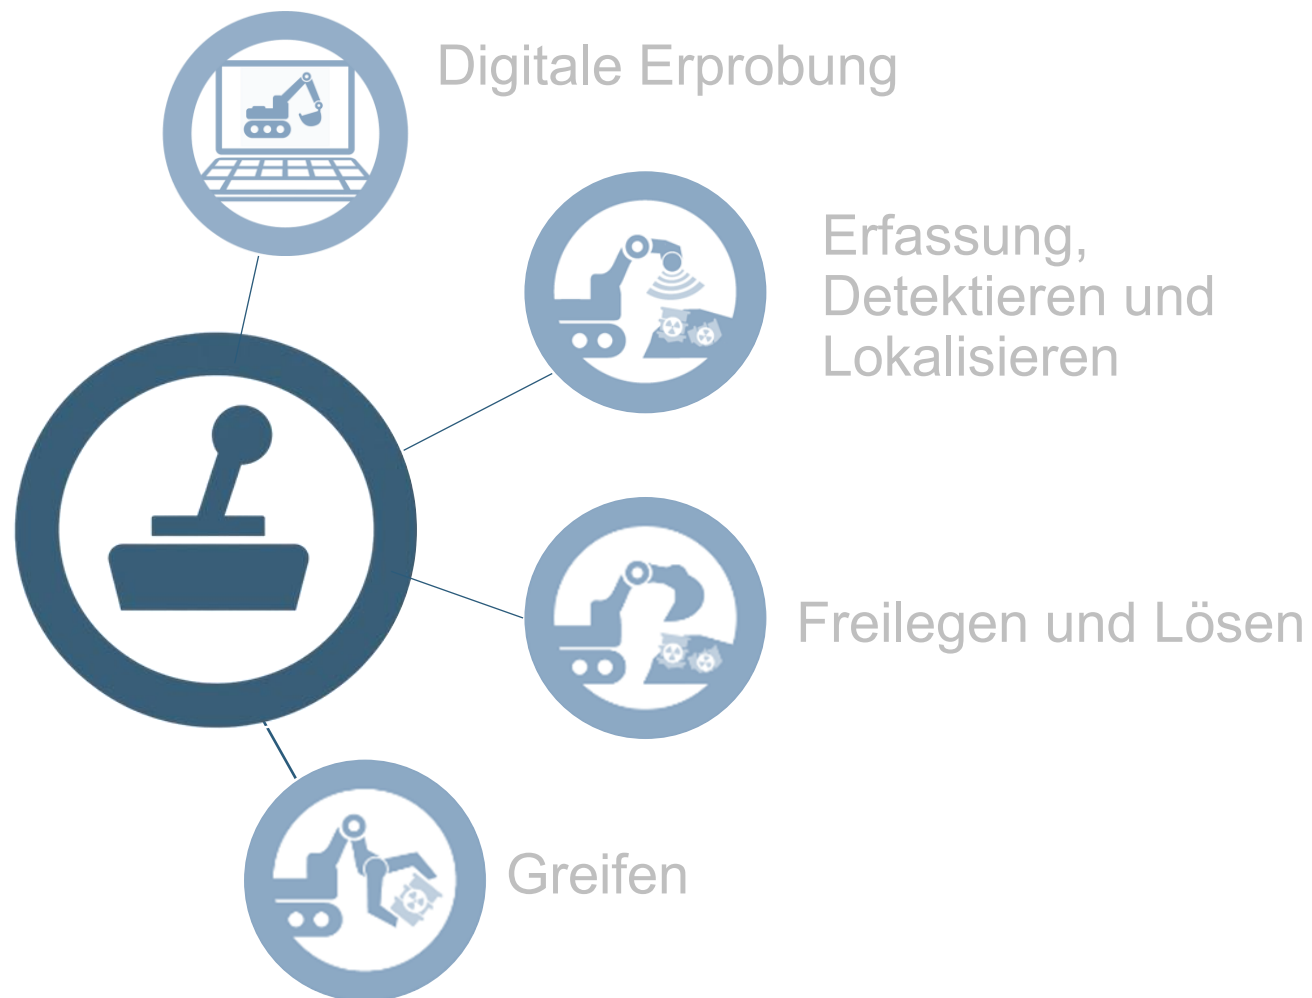 Digitale Erprobung
Erfassung,
Detektieren und
Lokalisieren
Freilegen und Lösen
Greifen